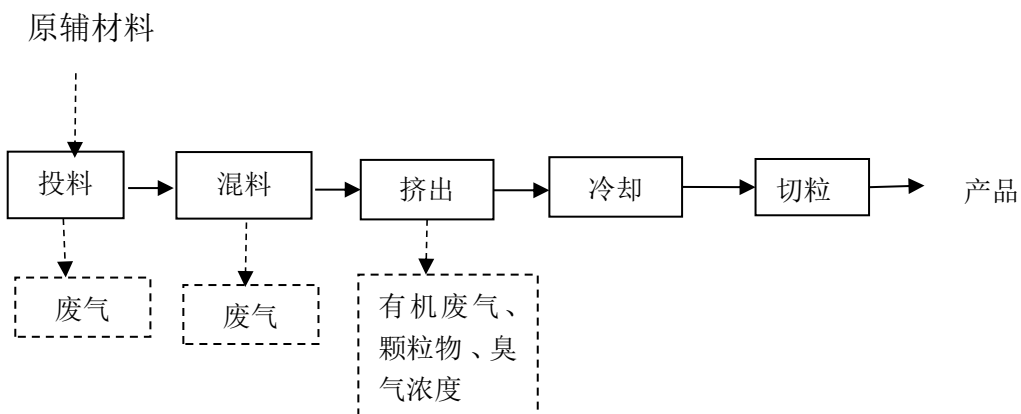 原辅材料
投料
混料
挤出
冷却
切粒
产品
废气
废气
有机废气、
颗粒物、臭
气浓度